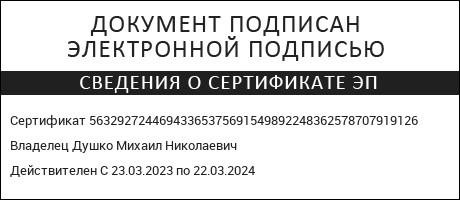 ДОКУМЕНТ ПОДПИСАН
ЭЛЕКТРОННОЙ ПОДПИСЬЮ
СВЕДЕНИЯ О СЕРТИФИКАТЕ ЭП
Сертификат 563292724469433653756915498922483625787079191​26
Владелец Душко Михаил Николаевич
Действителен С 23.03.2023 по 22.03.2024